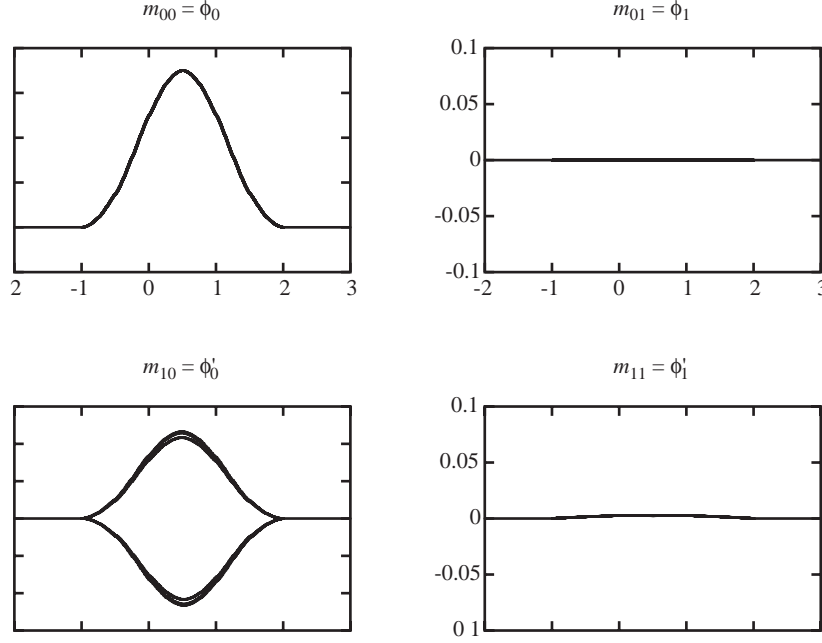 m₀₀ = ϕ₀
m₀₁ = ϕ₁
0.1
0.05
0
-0.05
-0.1
2 -1 0 1 2 3
-2 -1 0 1 2 3
m₁₀ = ϕ'₀
m₁₁ = ϕ'₁
0.1
0.05
0
-0.05
0 1